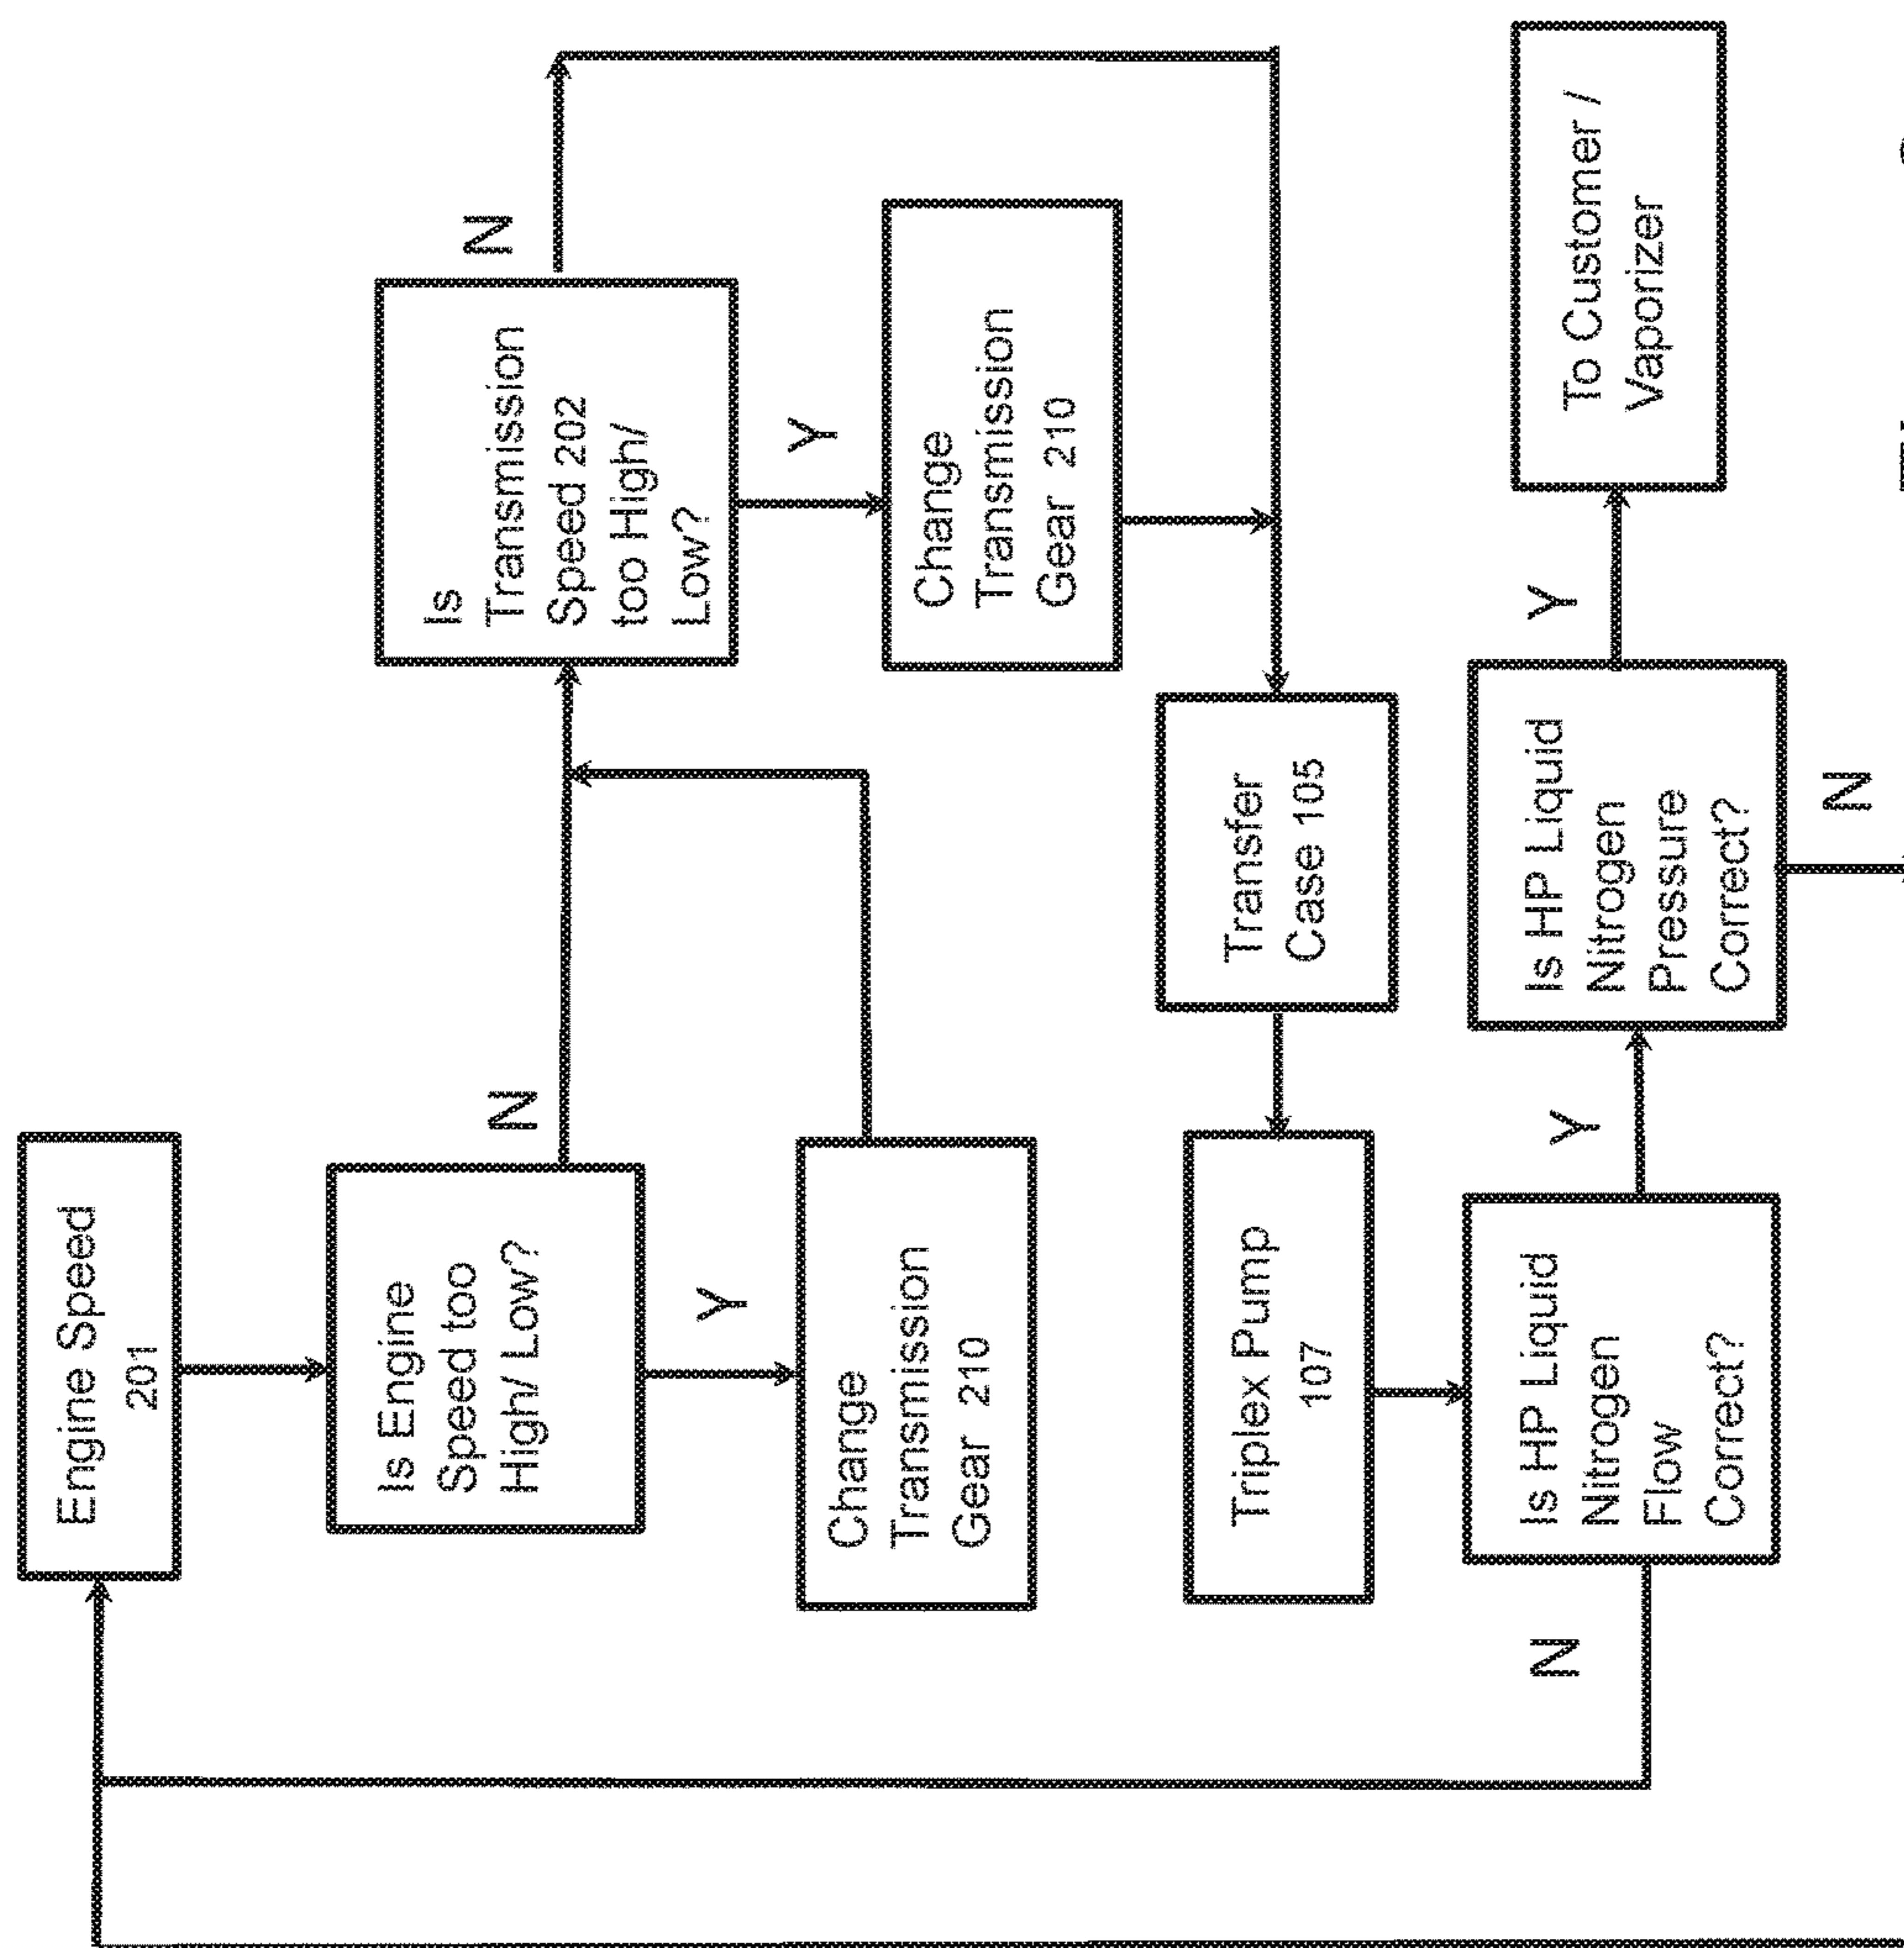 Engine Speed
201
Is Engine
Speed too
High/ Low?
N
Y
Change
Transmission
Gear 210
Is
Transmission
Speed 202
too High/
Low?
N
Y
Change
Transmission
Gear 210
Transfer
Case 105
Triplex Pump
107
Is HP Liquid
Nitrogen
Flow
Correct?
N
Y
Is HP Liquid
Nitrogen
Pressure
Correct?
Y
N
To Customer /
Vaporizer